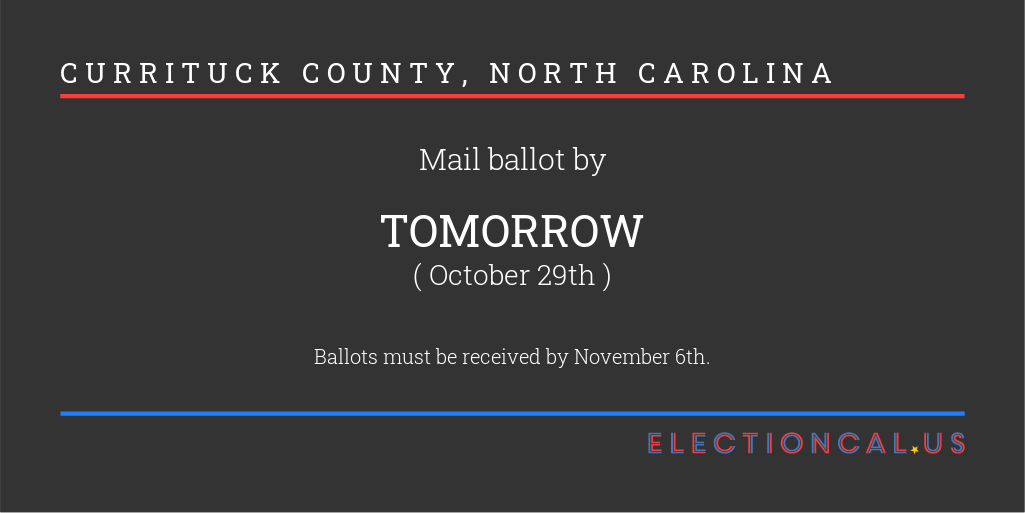 CURRITUCK COUNTY, NORTH CAROLINA
Mail ballot by
TOMORROW
( October 29th )
Ballots must be received by November 6th.
ELECTIONCAL.US